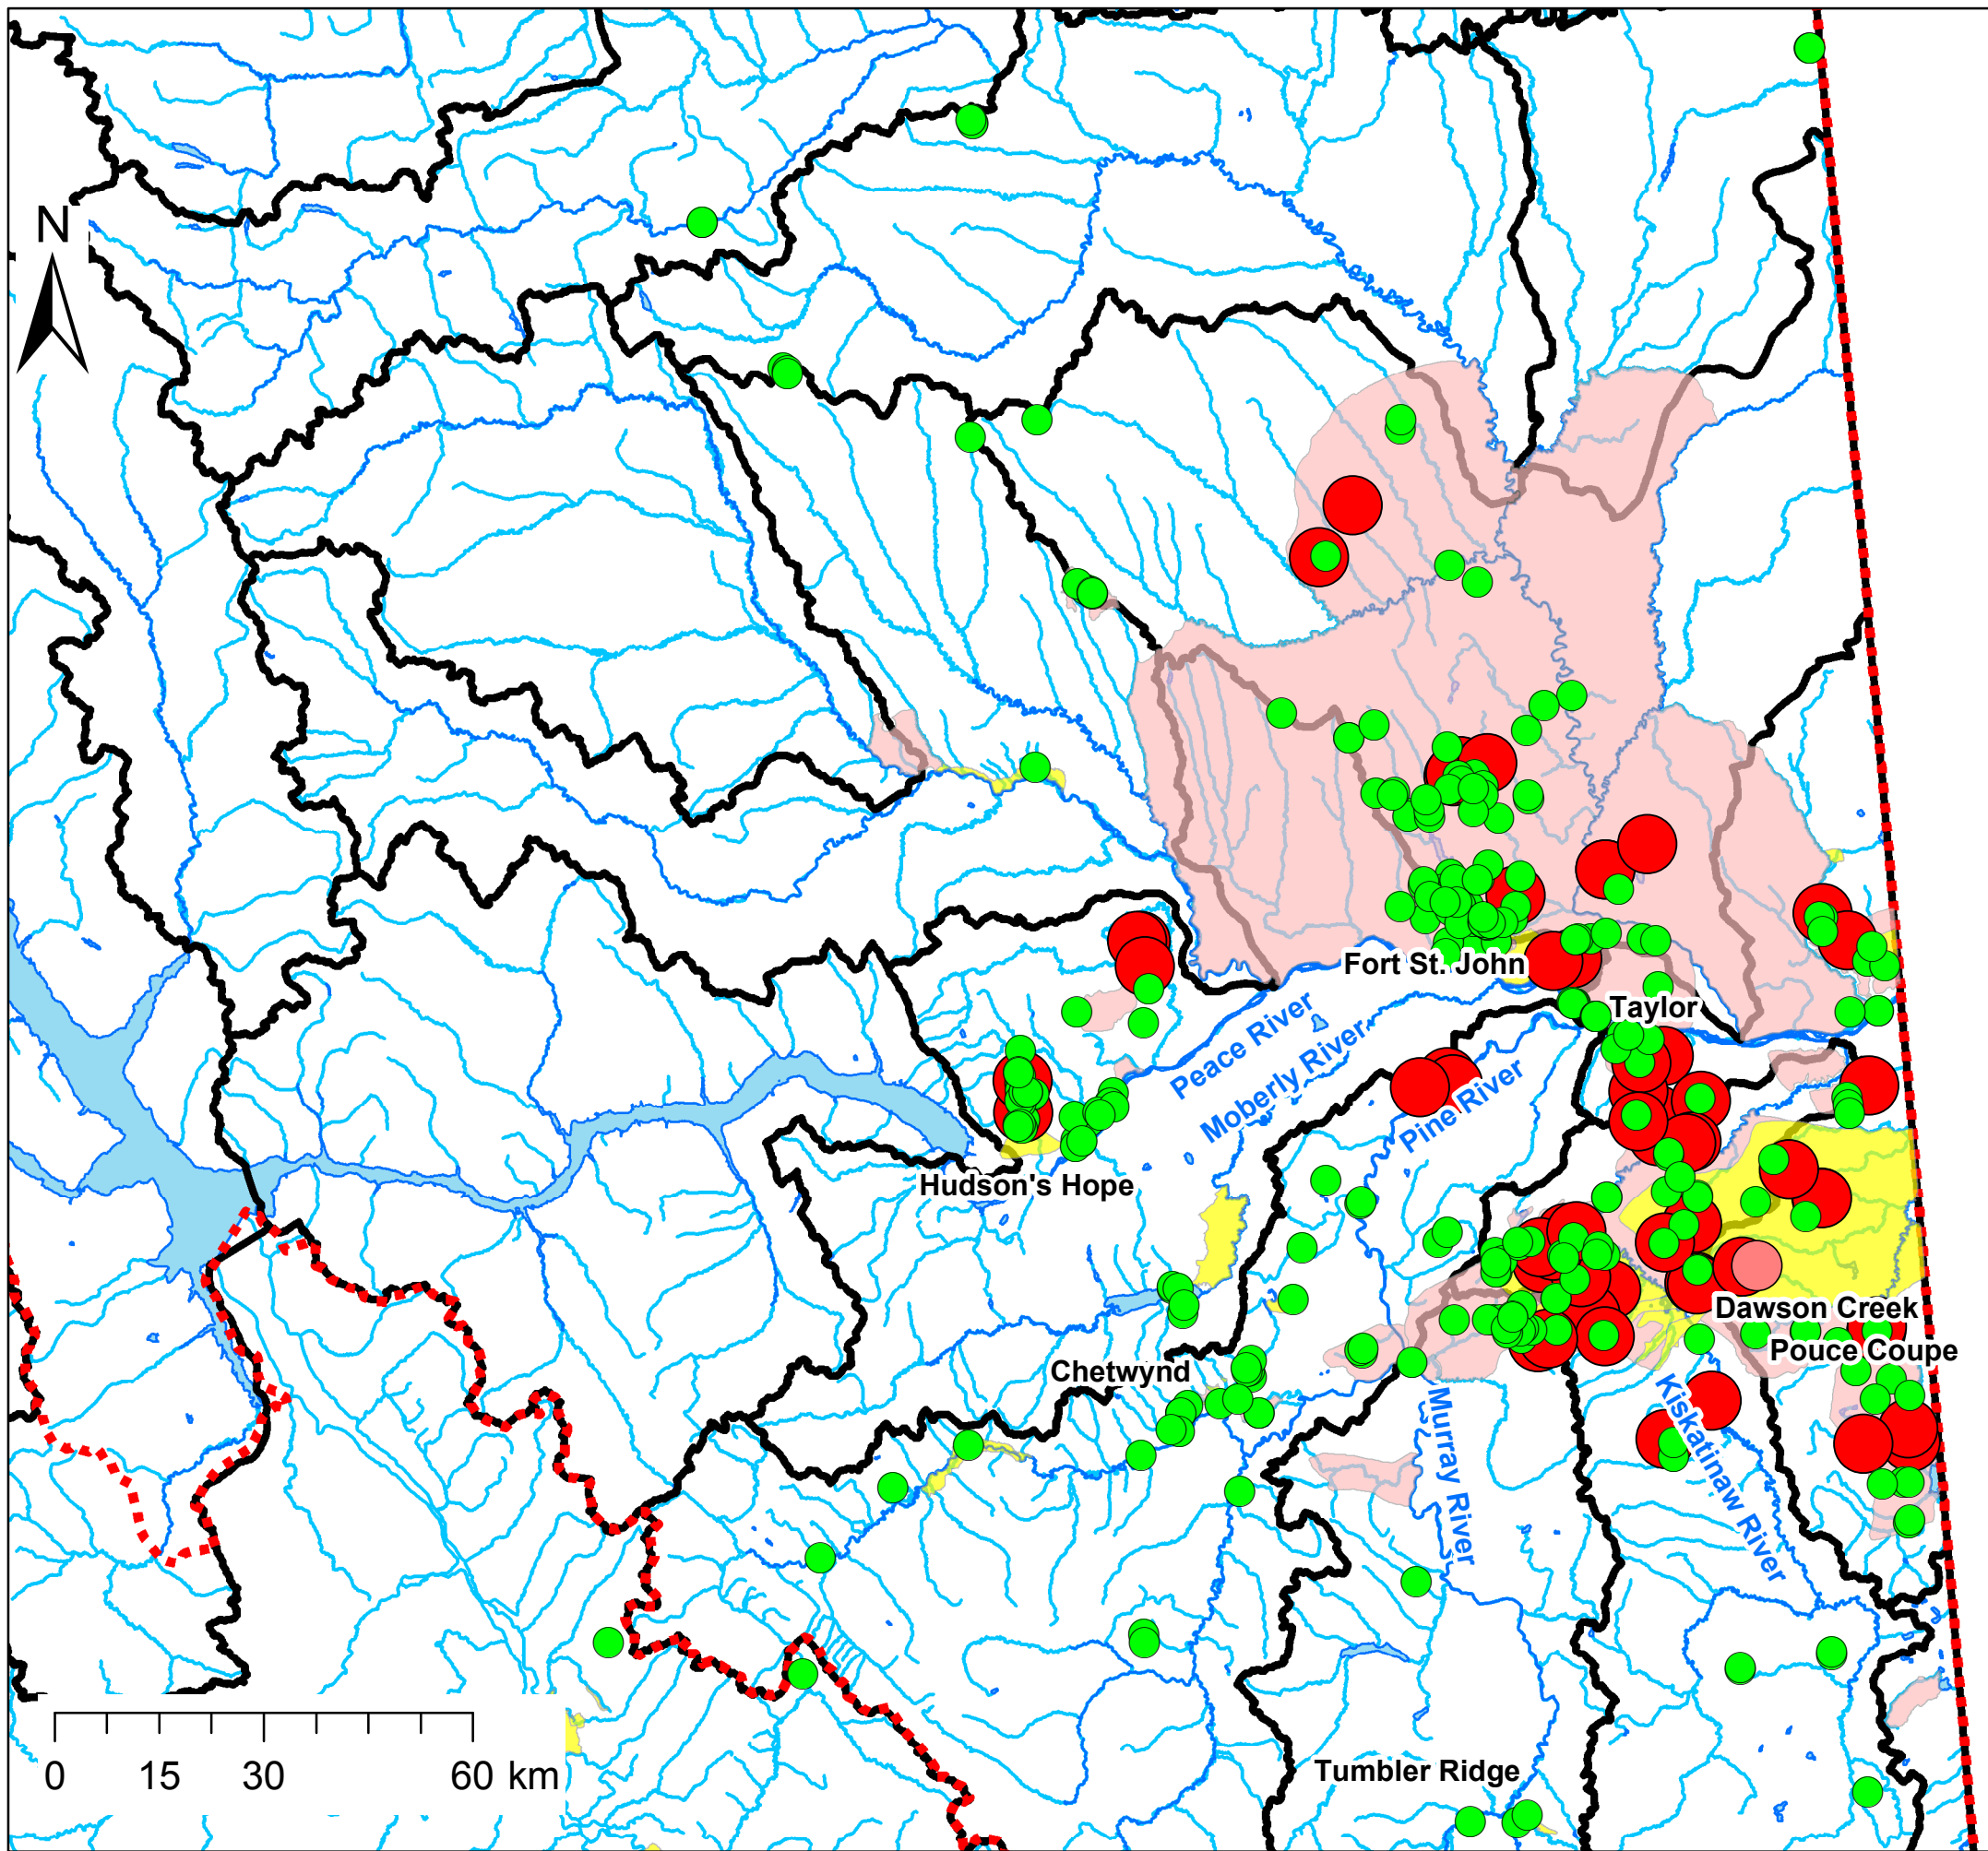 N
Fort St. John
Taylor
Peace River
Moberly River
Pine River
Hudson's Hope
Dawson Creek
Pouce Coupe
Chetwynd
Murray River
Kiskatinaw River
Tumbler Ridge
0 15 30 60 km